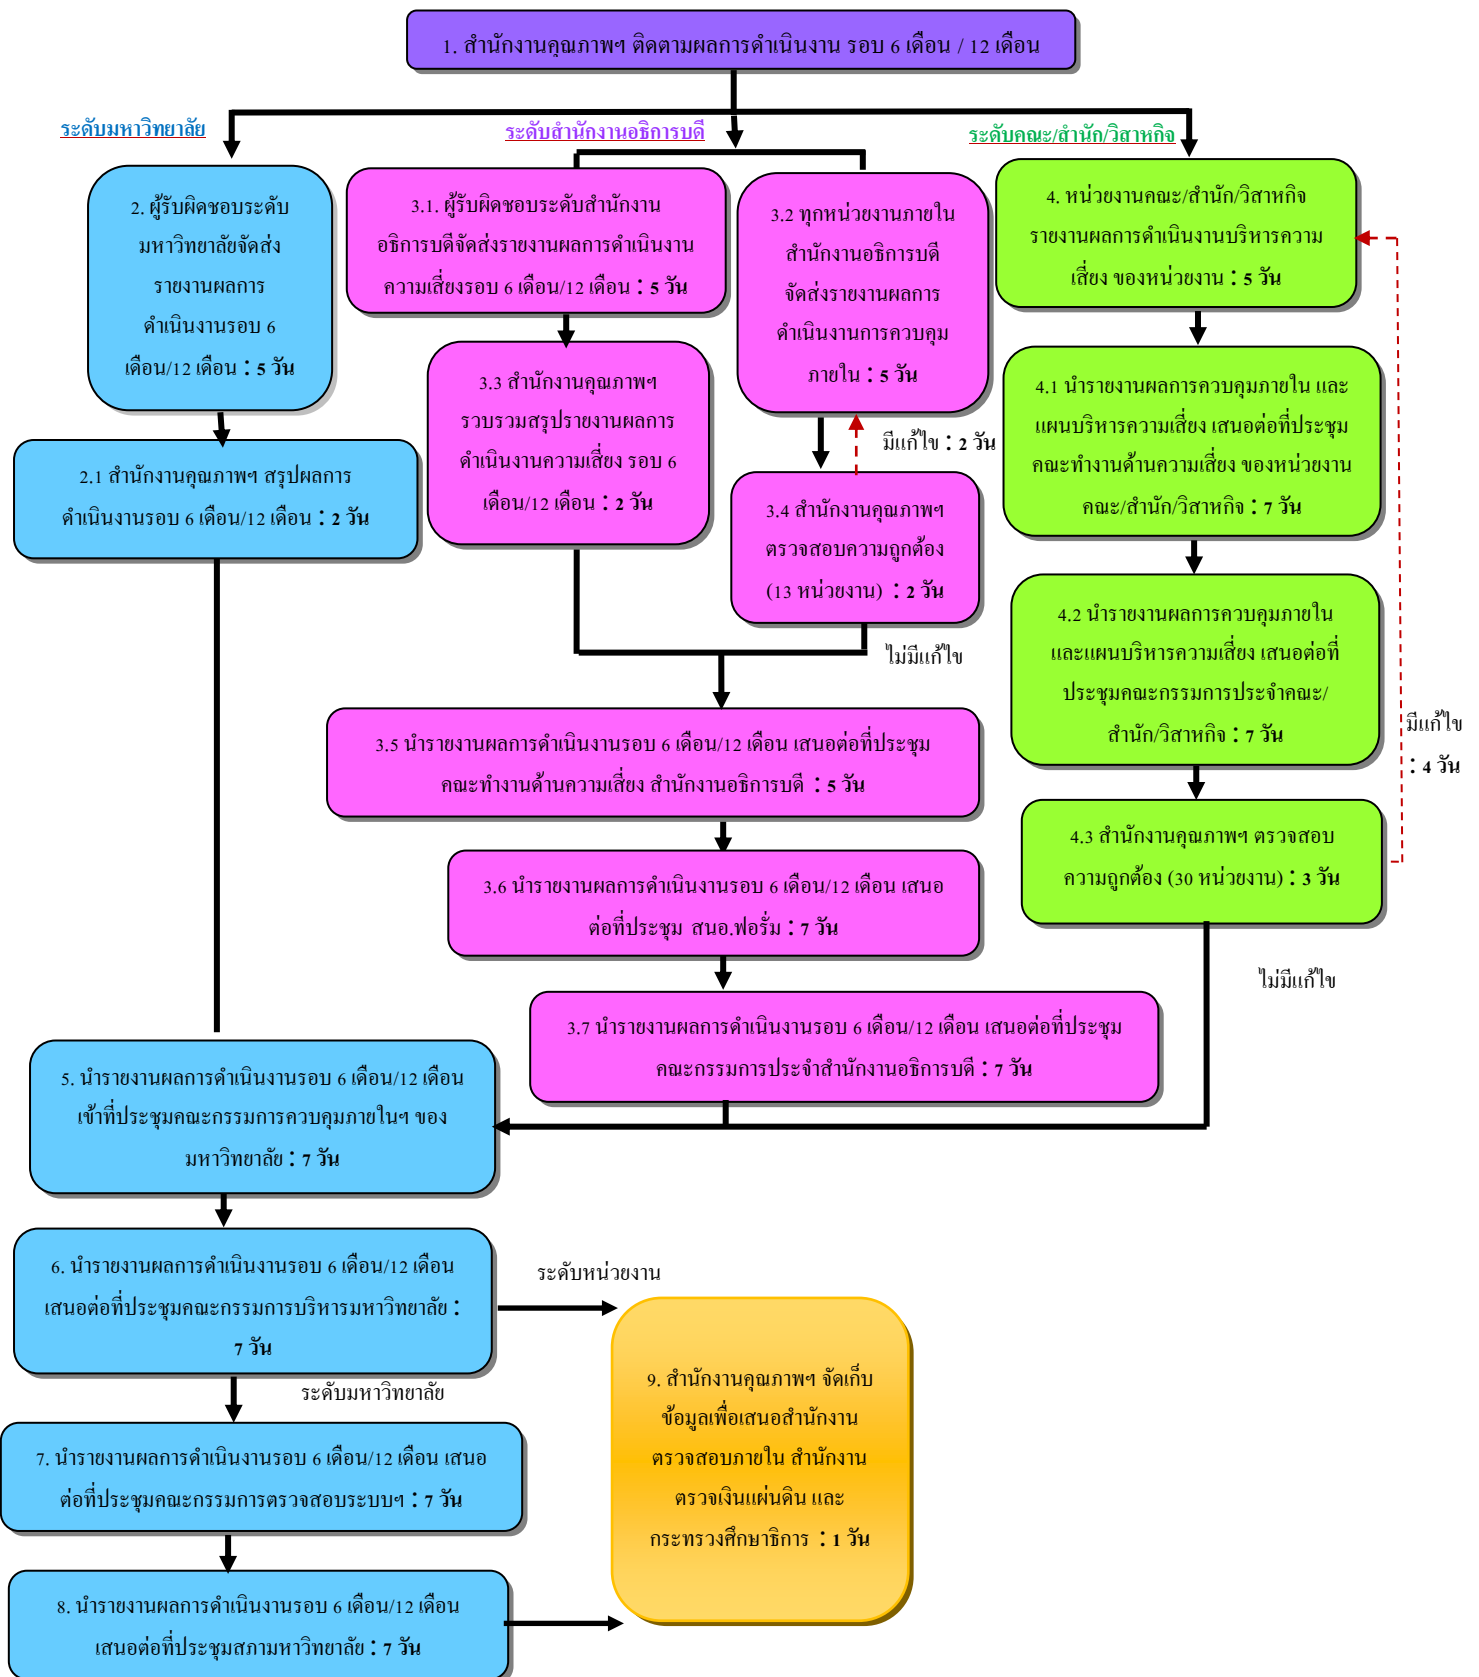 1. สำนักงานคุณภาพฯ ติดตามผลการดำเนินงาน รอบ 6 เดือน / 12 เดือน
ระดับมหาวิทยาลัย
ระดับสำนักงานอธิการบดี
ระดับคณะ/สำนัก/วิสาหกิจ
2. ผู้รับผิดชอบระดับ
มหาวิทยาลัยจัดส่ง
รายงานผลการ
ดำเนินงานรอบ 6
เดือน/12 เดือน : 5 วัน
2.1 สำนักงานคุณภาพฯ สรุปผลการ
ดำเนินงานรอบ 6 เดือน/12 เดือน : 2 วัน
3.1. ผู้รับผิดชอบระดับสำนักงาน
อธิการบดีจัดส่งรายงานผลการดำเนินงาน
ความเสี่ยงรอบ 6 เดือน/12 เดือน : 5 วัน
3.2 ทุกหน่วยงานภายใน
สำนักงานอธิการบดี
จัดส่งรายงานผลการ
ดำเนินงานการควบคุม
ภายใน : 5 วัน
3.3 สำนักงานคุณภาพฯ
รวบรวมสรุปรายงานผลการ
ดำเนินงานความเสี่ยง รอบ 6
เดือน/12 เดือน : 2 วัน
มีแก้ไข : 2 วัน
3.4 สำนักงานคุณภาพฯ
ตรวจสอบความถูกต้อง
(13 หน่วยงาน) : 2 วัน
ไม่มีแก้ไข
3.5 นำรายงานผลการดำเนินงานรอบ 6 เดือน/12 เดือน เสนอต่อที่ประชุม
คณะทำงานด้านความเสี่ยง สำนักงานอธิการบดี : 5 วัน
3.6 นำรายงานผลการดำเนินงานรอบ 6 เดือน/12 เดือน เสนอ
ต่อที่ประชุม สนอ.ฟอรั่ม : 7 วัน
3.7 นำรายงานผลการดำเนินงานรอบ 6 เดือน/12 เดือน เสนอต่อที่ประชุม
คณะกรรมการประจำสำนักงานอธิการบดี : 7 วัน
4. หน่วยงานคณะ/สำนัก/วิสาหกิจ
รายงานผลการดำเนินงานบริหารความ
เสี่ยง ของหน่วยงาน : 5 วัน
4.1 นำรายงานผลการควบคุมภายใน และ
แผนบริหารความเสี่ยง เสนอต่อที่ประชุม
คณะทำงานด้านความเสี่ยง ของหน่วยงาน
คณะ/สำนัก/วิสาหกิจ : 7 วัน
4.2 นำรายงานผลการควบคุมภายใน
และแผนบริหารความเสี่ยง เสนอต่อที่
ประชุมคณะกรรมการประจำคณะ/
สำนัก/วิสาหกิจ : 7 วัน
มีแก้ไข
: 4 วัน
4.3 สำนักงานคุณภาพฯ ตรวจสอบ
ความถูกต้อง (30 หน่วยงาน) : 3 วัน
ไม่มีแก้ไข
5. นำรายงานผลการดำเนินงานรอบ 6 เดือน/12 เดือน
เข้าที่ประชุมคณะกรรมการควบคุมภายในฯ ของ
มหาวิทยาลัย : 7 วัน
6. นำรายงานผลการดำเนินงานรอบ 6 เดือน/12 เดือน
เสนอต่อที่ประชุมคณะกรรมการบริหารมหาวิทยาลัย :
7 วัน
ระดับหน่วยงาน
ระดับมหาวิทยาลัย
7. นำรายงานผลการดำเนินงานรอบ 6 เดือน/12 เดือน เสนอ
ต่อที่ประชุมคณะกรรมการตรวจสอบระบบฯ : 7 วัน
8. นำรายงานผลการดำเนินงานรอบ 6 เดือน/12 เดือน
เสนอต่อที่ประชุมสภามหาวิทยาลัย : 7 วัน
9. สำนักงานคุณภาพฯ จัดเก็บ
ข้อมูลเพื่อเสนอสำนักงาน
ตรวจสอบภายใน สำนักงาน
ตรวจเงินแผ่นดิน และ
กระทรวงศึกษาธิการ : 1 วัน